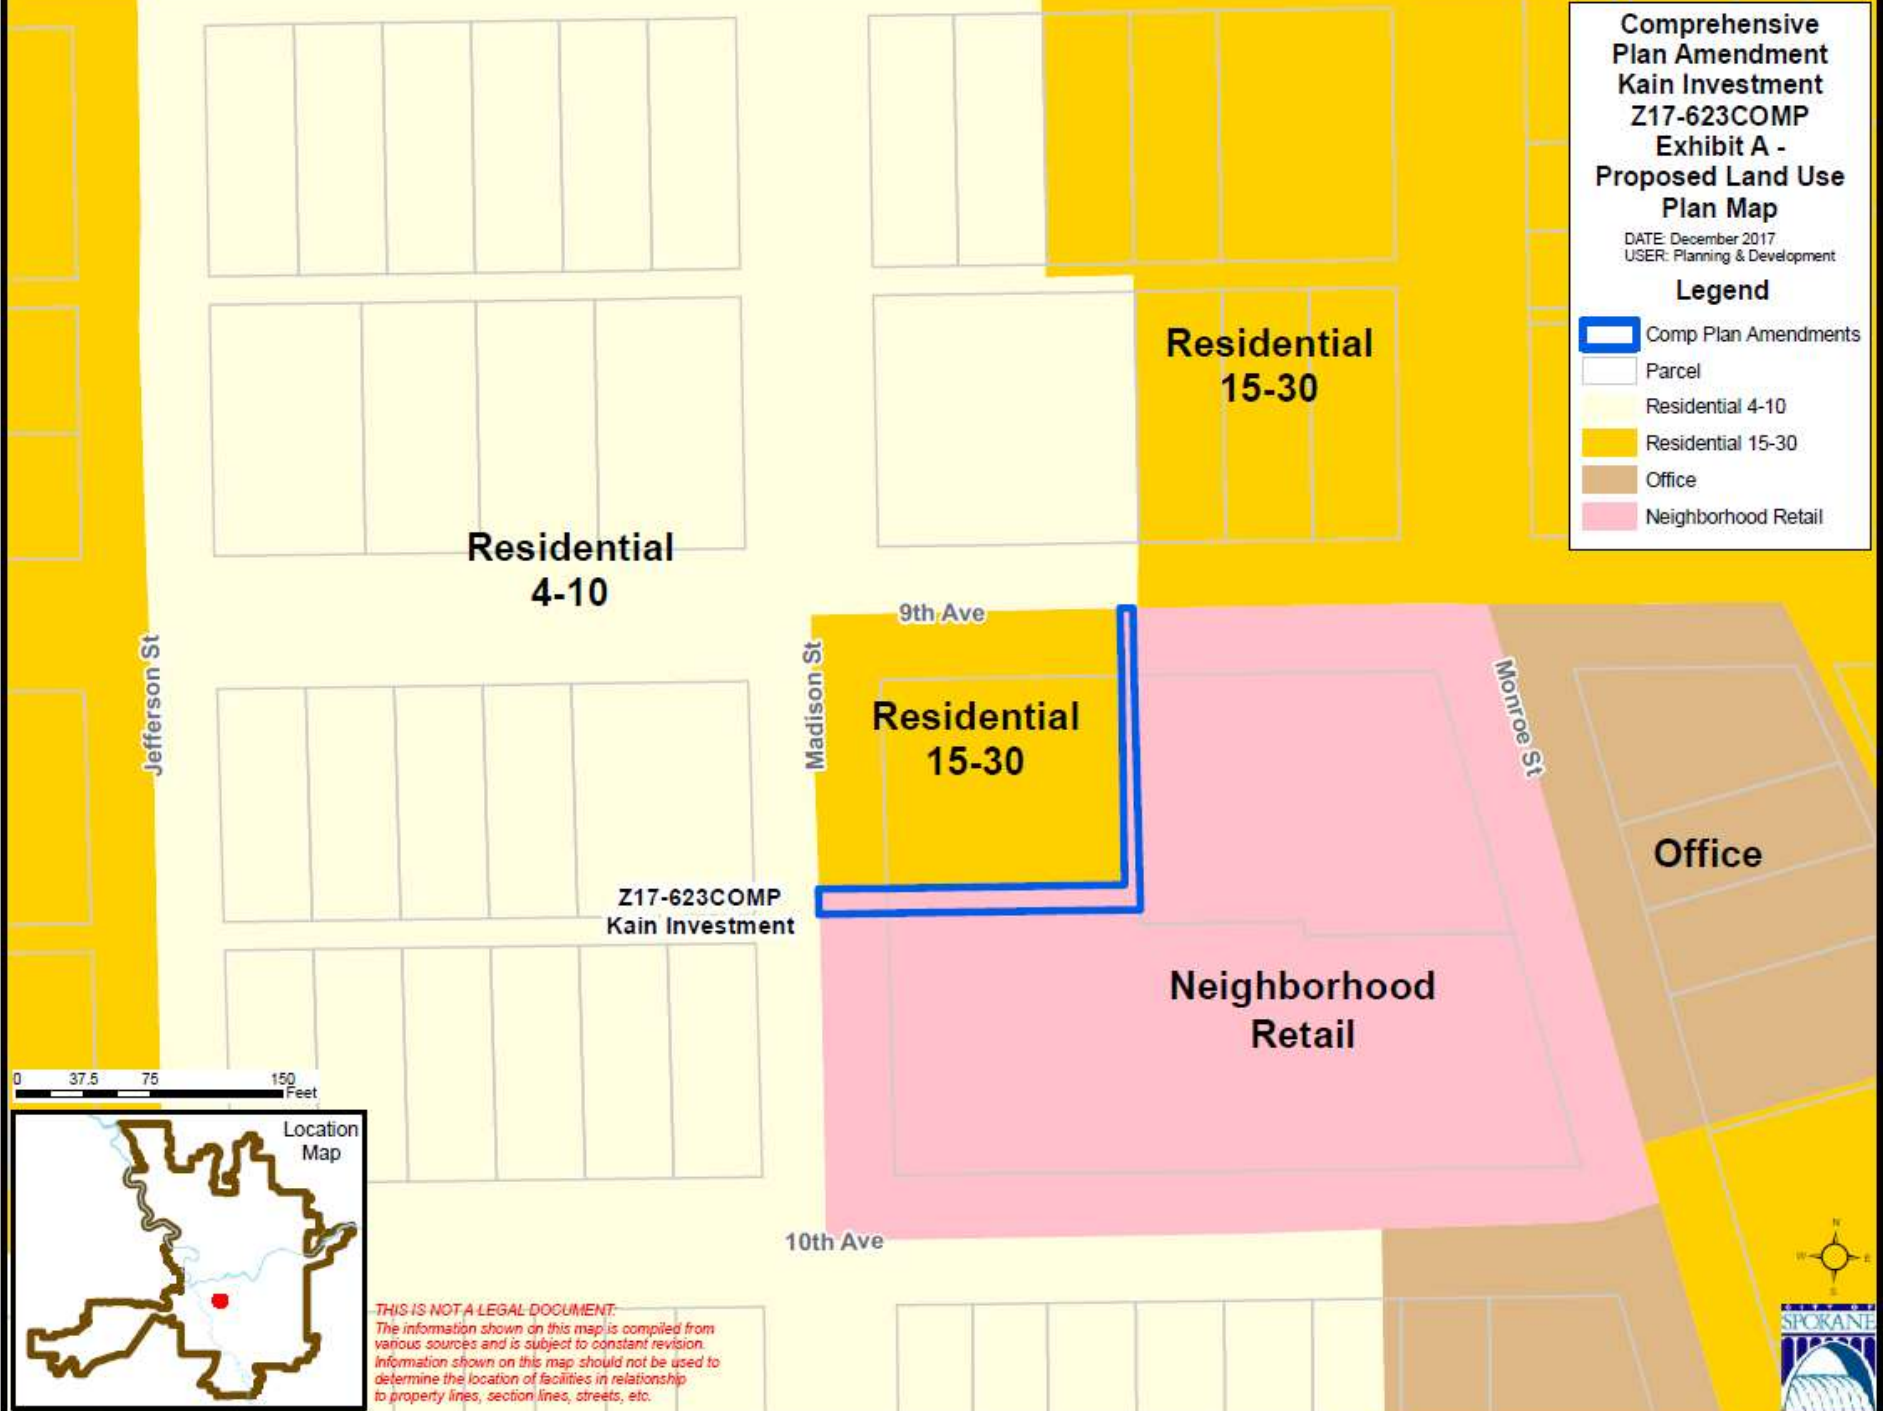 Comprehensive
Plan Amendment
Kain Investment
Z17-623COMP
Exhibit A -
Proposed Land Use
Plan Map
DATE: December 2017
USER: Planning & Development
Legend
Comp Plan Amendments
Parcel
Residential 4-10
Residential 15-30
Office
Neighborhood Retail
Residential
15-30
Residential
4-10
9th Ave
Jefferson St
Madison St
Monroe St
Residential
15-30
Office
Z17-623COMP
Kain Investment
Neighborhood
Retail
10th Ave
0 37.5 75 150
Feet
Location
Map
THIS IS NOT A LEGAL DOCUMENT:
The information shown on this map is compiled from
various sources and is subject to constant revision.
Information shown on this map should not be used to
determine the location of facilities in relationship
to property lines, section lines, streets, etc.
N
W E
S
CITY OF
SPOKANE